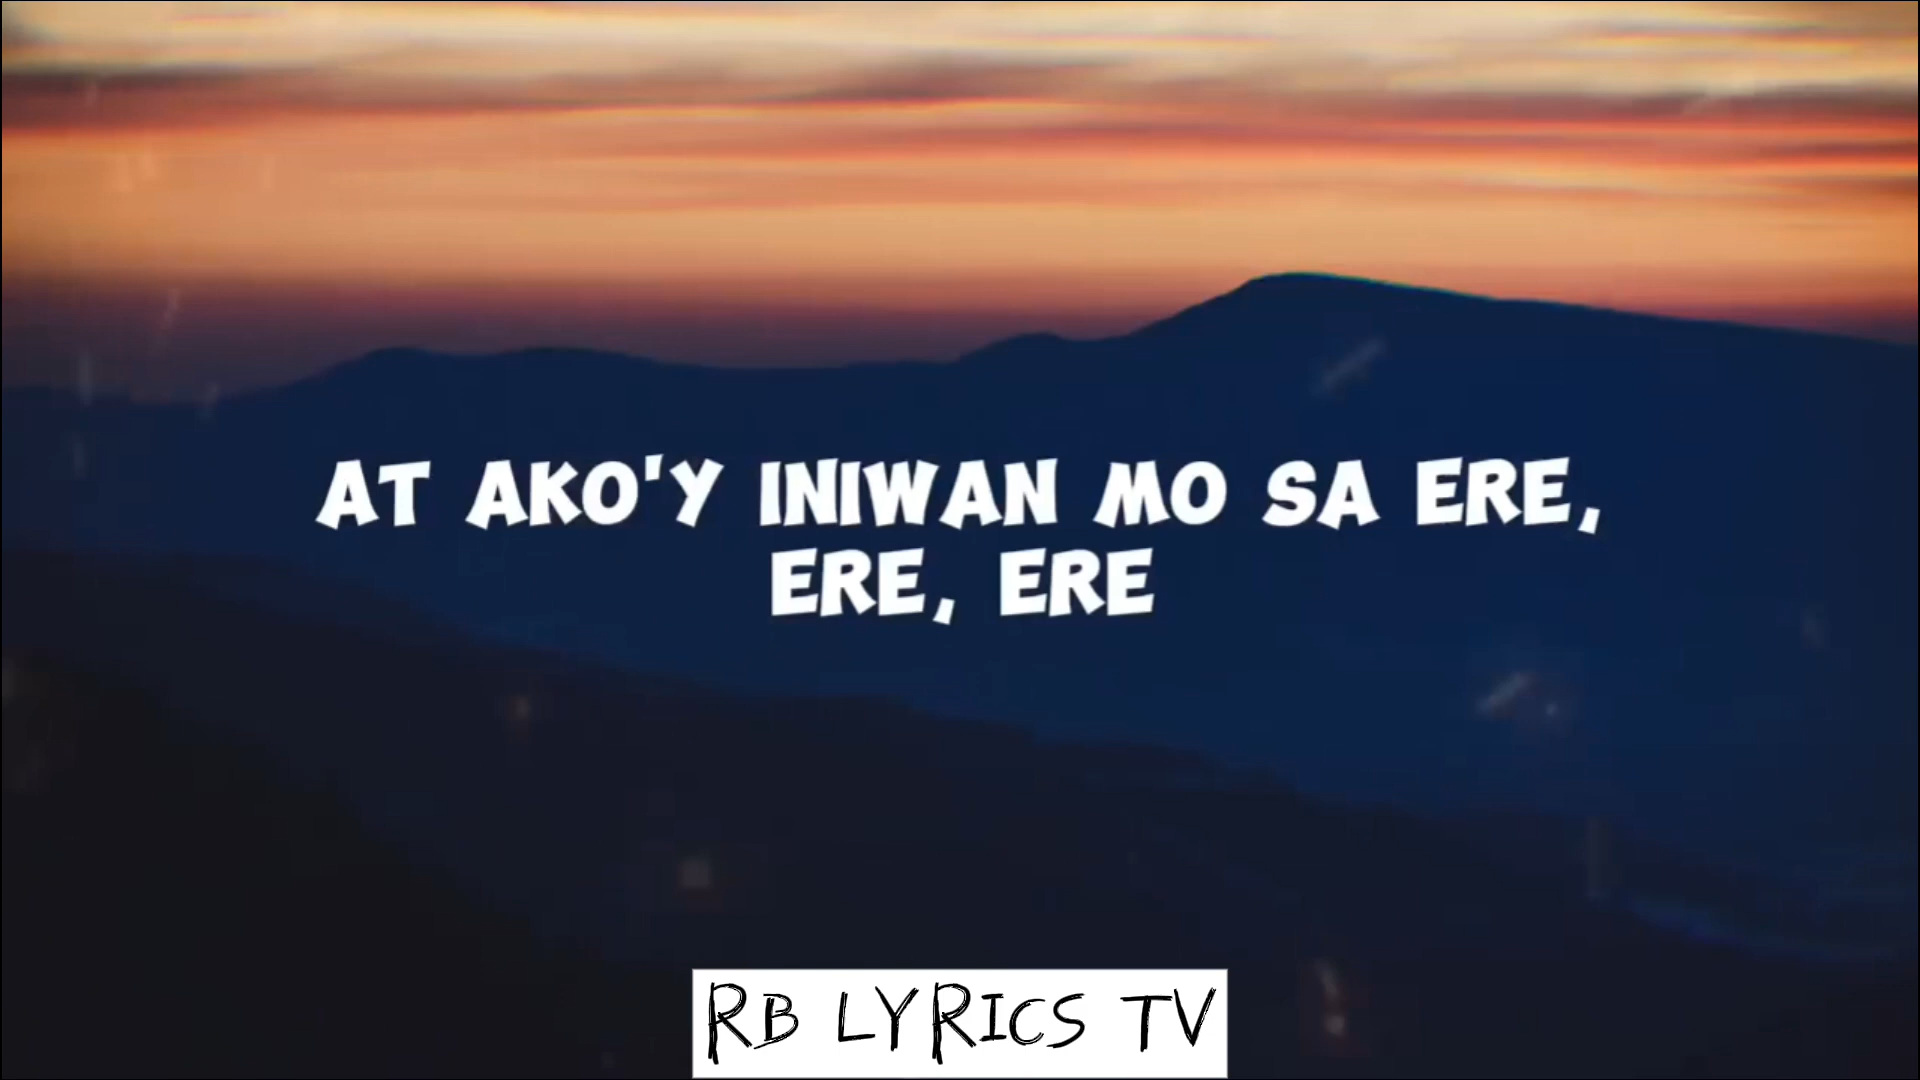 AT AKO'Y INIWAN MO SA ERE,
ERE, ERE
RB LYRICS TV